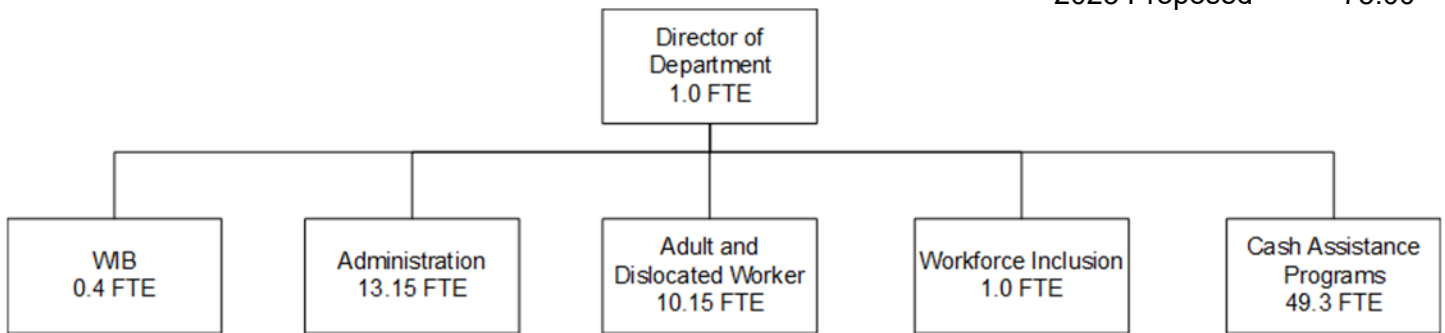 Proposed
Director of
Department
1.0 FTE
WIB
0.4 FTE
Administration
13.15 FTE
Adult and
Dislocated Worker
10.15 FTE
Workforce Inclusion
1.0 FTE
Cash Assistance
Programs
49.3 FTE